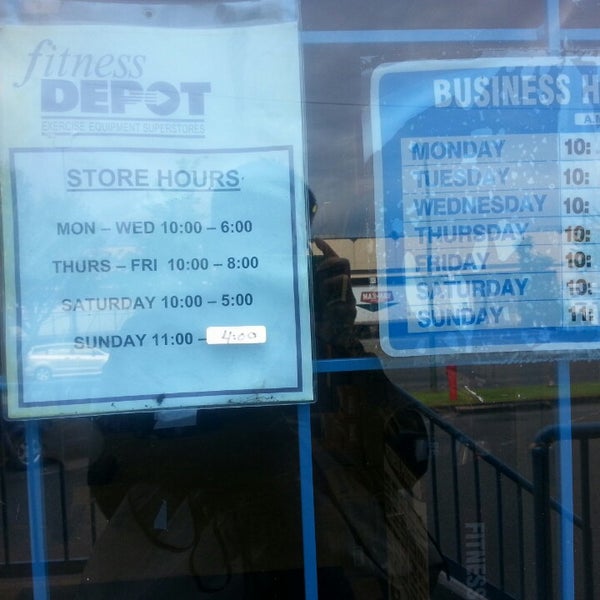 fitness
DEPOT
EXERCISE EQUIPMENT SUPERSTORES
STORE HOURS
MON – WED 10:00 – 6:00
THURS – FRI 10:00 – 8:00
SATURDAY 10:00 – 5:00
SUNDAY 11:00 – 4:00
BUSINESS H
MONDAY 10:
TUESDAY 10:
WEDNESDAY 10:
THURSDAY 10:
FRIDAY 10:
SATURDAY 10:
SUNDAY 11:
FITNESS